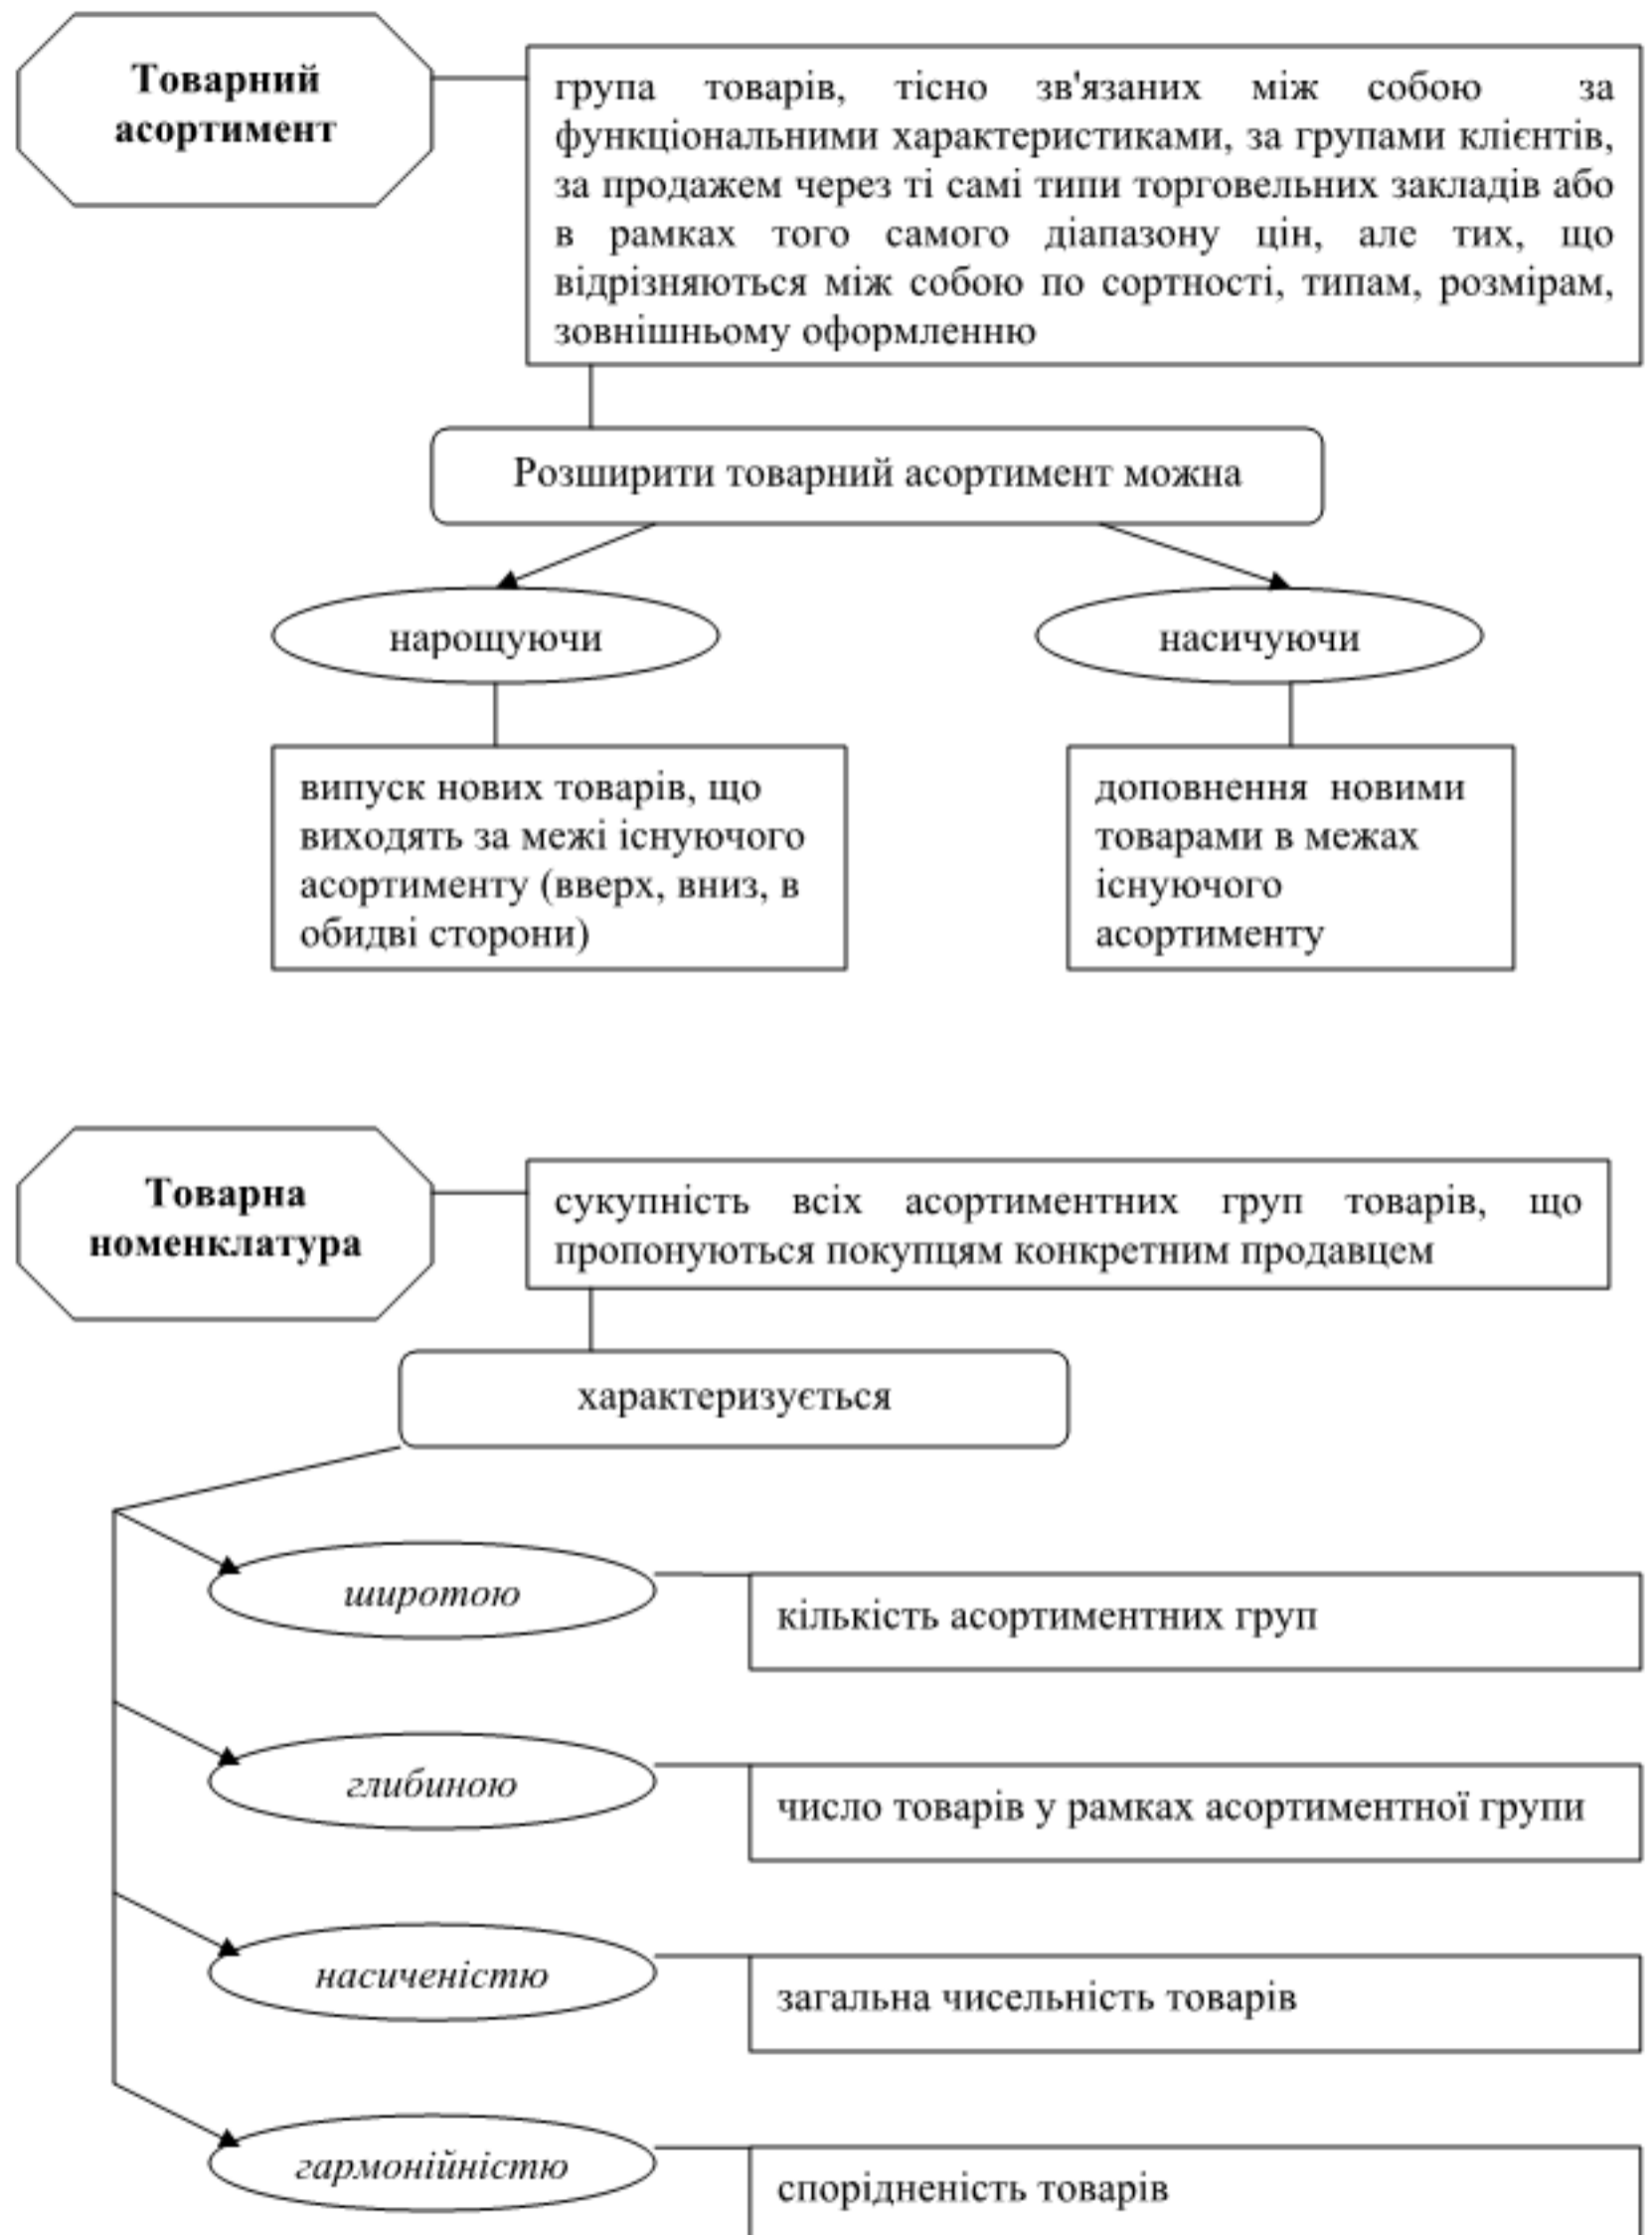 Товарний
асортимент
група товарів, тісно зв'язаних між собою за
функціональними характеристиками, за групами клієнтів,
за продажем через ті самі типи торговельних закладів або
в рамках того самого діапазону цін, але тих, що
відрізняються між собою по сортності, типам, розмірам,
зовнішньому оформленню
Розширити товарний асортимент можна
нарощуючи
насичуючи
випуск нових товарів, що
виходять за межі існуючого
асортименту (вверх, вниз, в
обидві сторони)
доповнення новими
товарами в межах
існуючого
асортименту
Товарна
номенклатура
сукупність всіх асортиментних груп товарів, що
пропонуються покупцям конкретним продавцем
характеризується
широтою
кількість асортиментних груп
глибиною
число товарів у рамках асортиментної групи
насиченістю
загальна чисельність товарів
гармонійністю
спорідненість товарів